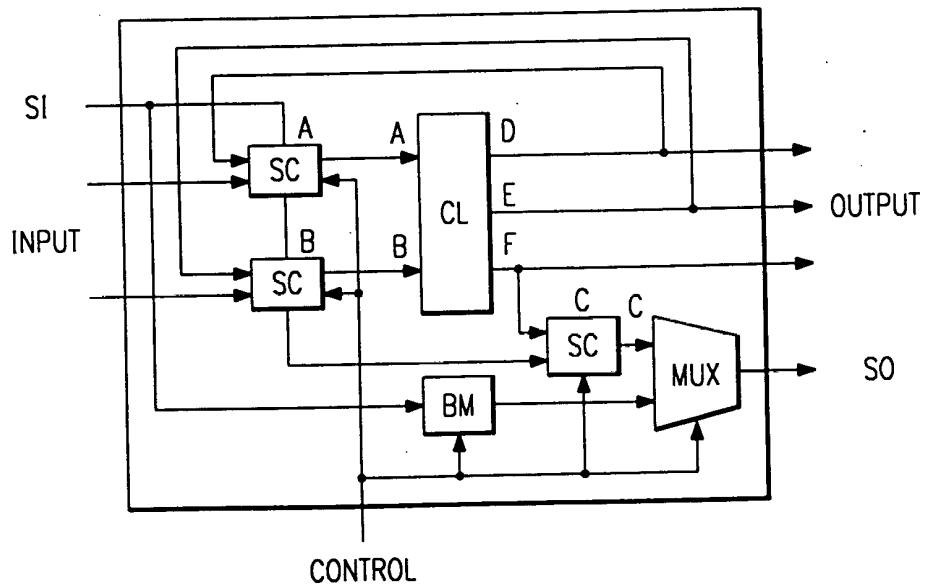 SI
A
A
D
SC
CL
E
OUTPUT
INPUT
B
B
F
SC
C
C
SC
MUX
SO
BM
CONTROL